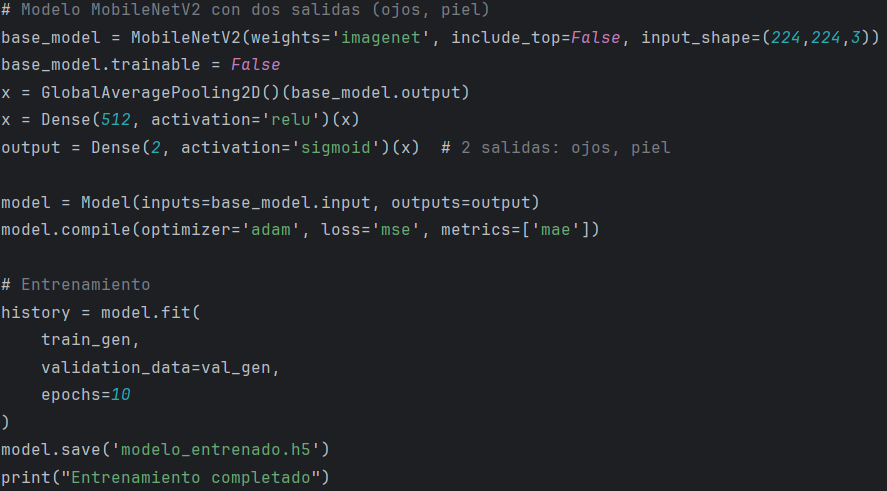 # Modelo MobileNetV2 con dos salidas (ojos, piel)
base_model = MobileNetV2(weights='imagenet', include_top=False, input_shape=(224,224,3))
base_model.trainable = False
x = GlobalAveragePooling2D()(base_model.output)
x = Dense(512, activation='relu')(x)
output = Dense(2, activation='sigmoid')(x)  # 2 salidas: ojos, piel
model = Model(inputs=base_model.input, outputs=output)
model.compile(optimizer='adam', loss='mse', metrics=['mae'])
# Entrenamiento
history = model.fit(
    train_gen,
    validation_data=val_gen,
    epochs=10
)
model.save('modelo_entrenado.h5')
print("Entrenamiento completado")